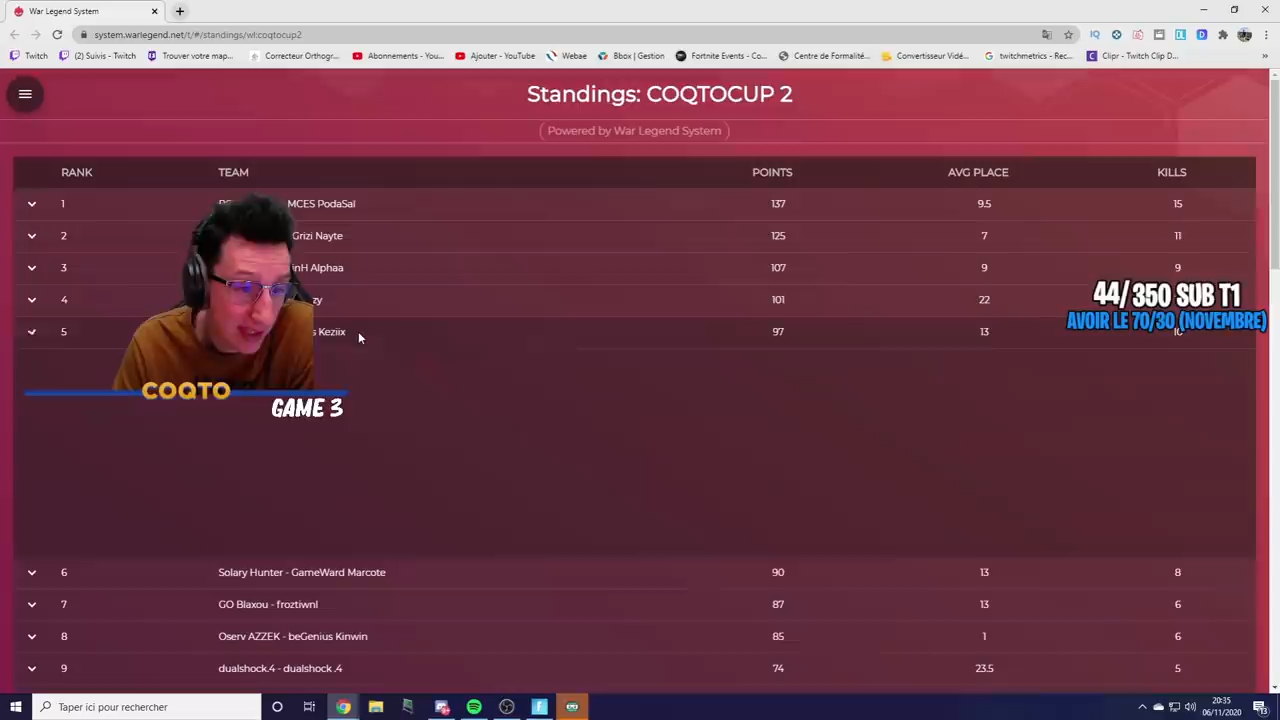 War Legend System
system.warlegend.net/t/#/standings/wl:coqtocup2
Twitch (2) Suivis - Twitch Trouver votre map... Correcteur Orthogr... Abonnements - You... Ajouter - YouTube Webae Bbox | Gestion Fortnite Events - Co... Centre de Formalité... Convertisseur Vidéo... twitchmetrics - Rec... Clipr - Twitch Clip D...
Standings: COQTOCUP 2
Powered by War Legend System
RANK TEAM POINTS AVG PLACE KILLS
1 MCES PodaSal 137 9.5 15
2 Grizi Nayte 125 7 11
3 inH Alphaa 107 9 9
4 zy 101 22
44/350 SUB T1
AVOIR LE 70/30 (NOVEMBRE)
5 s Keziix 97 13 10
COQTO
GAME 3
6 Solary Hunter - GameWard Marcote 90 13 8
7 GO Blaxou - froztiwnl 87 13 6
8 Oserv AZZEK - beGenius Kinwin 85 1 6
9 dualshock.4 - dualshock .4 74 23.5 5
Taper ici pour rechercher
20:35
06/11/2020